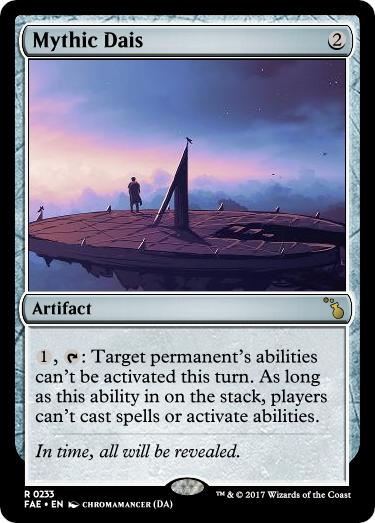 Mythic Dais 2
Artifact
1, T: Target permanent's abilities
can't be activated this turn. As long
as this ability in on the stack, players
can't cast spells or activate abilities.
In time, all will be revealed.
R 0233
FAE • EN CHROMAMANCER (DA)
™ & © 2017 Wizards of the Coast